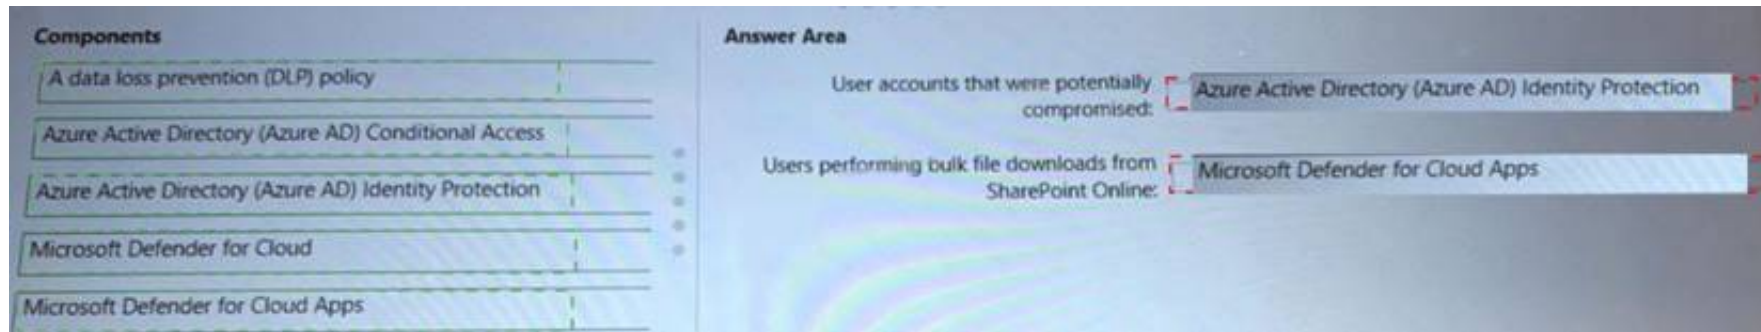 Components
A data loss prevention (DLP) policy
Azure Active Directory (Azure AD) Conditional Access
Azure Active Directory (Azure AD) Identity Protection
Microsoft Defender for Cloud
Microsoft Defender for Cloud Apps
Answer Area
User accounts that were potentially
compromised:
Azure Active Directory (Azure AD) Identity Protection
Users performing bulk file downloads from
SharePoint Online:
Microsoft Defender for Cloud Apps